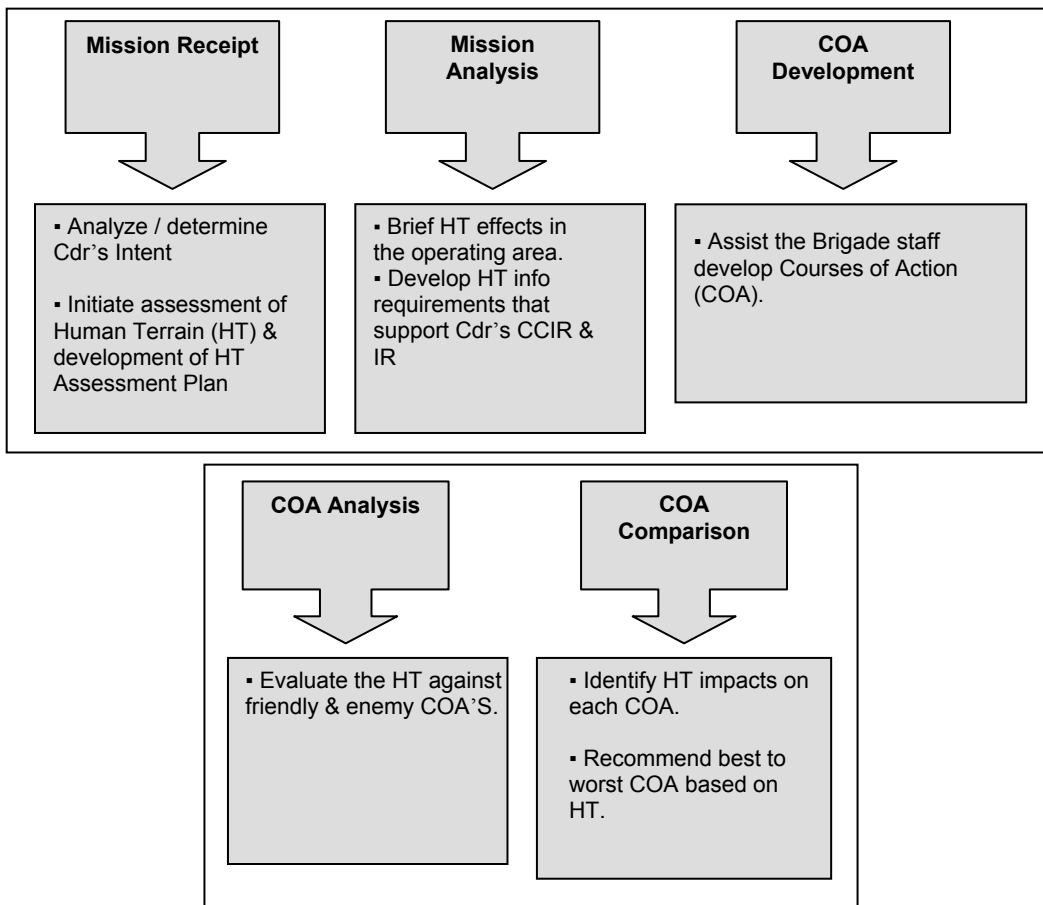 Mission Receipt
▪ Analyze / determine
Cdr’s Intent
▪ Initiate assessment of
Human Terrain (HT) &
development of HT
Assessment Plan
Mission
Analysis
▪ Brief HT effects in
the operating area.
▪ Develop HT info
requirements that
support Cdr’s CCIR &
IR
COA
Development
▪ Assist the Brigade staff
develop Courses of Action
(COA).
COA Analysis
▪ Evaluate the HT against
friendly & enemy COA’S.
COA
Comparison
▪ Identify HT impacts on
each COA.
▪ Recommend best to
worst COA based on
HT.